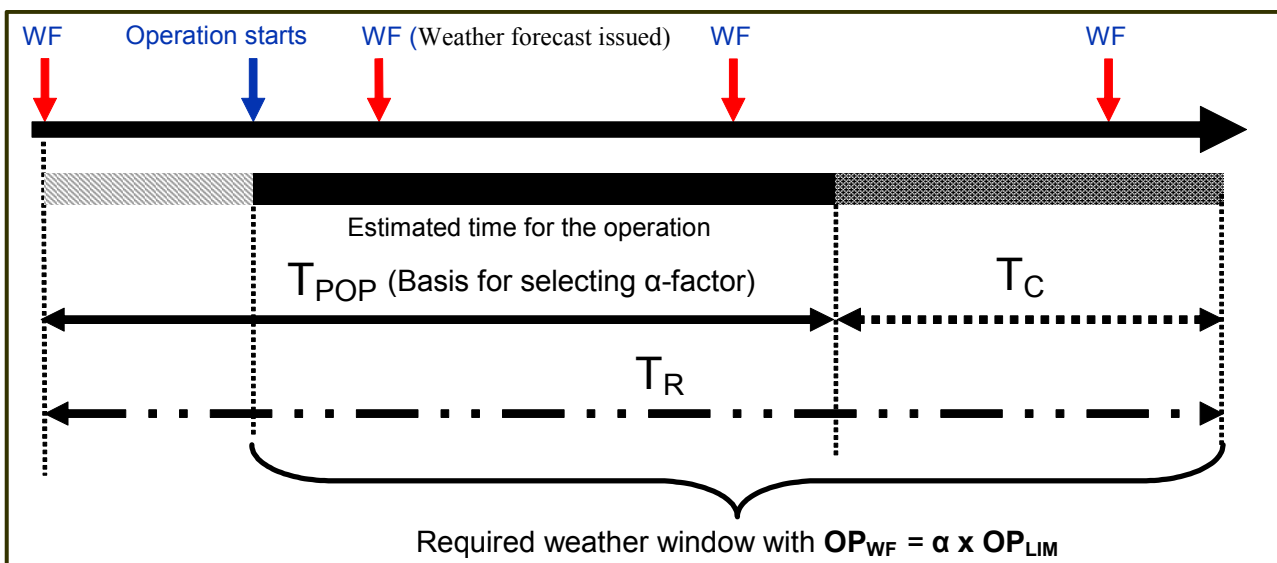 WF Operation starts WF (Weather forecast issued) WF WF
Estimated time for the operation
TPOP (Basis for selecting α-factor) TC
TR
Required weather window with OPWF = α x OPLIM